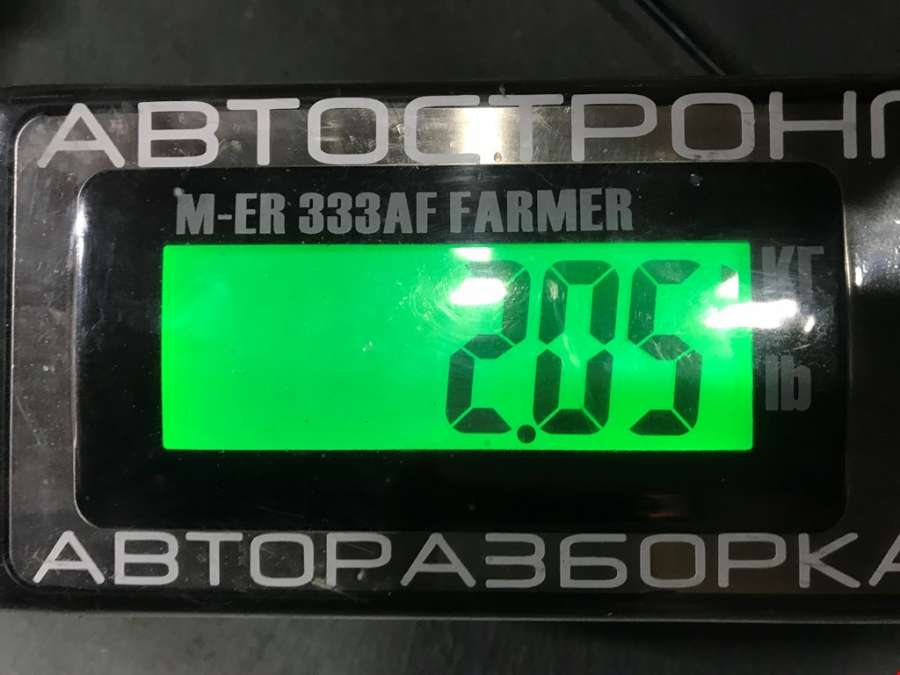 АВТОСТРОНГ
M-ER 333AF FARMER
2.05 КГ
lb
АВТОРАЗБОРКА